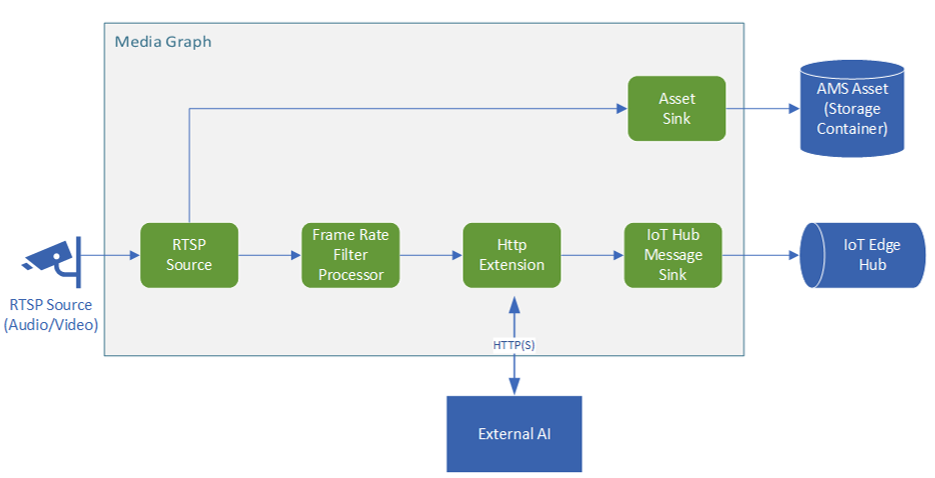 Media Graph
Asset
Sink
AMS Asset
(Storage
Container)
RTSP Source
(Audio/Video)
RTSP
Source
Frame Rate
Filter
Processor
Http
Extension
IoT Hub
Message
Sink
IoT Edge
Hub
HTTP(S)
External AI